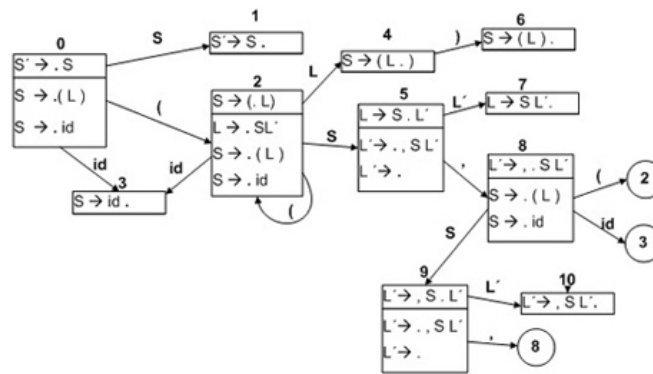 0
S´→ . S
S → .( L )
S → . id
S
1
S´→ S .
(
id
id
3
S → id .
2
S → (. L)
L → . SL´
S → . ( L )
S → . id
(
L
4
S → ( L . )
)
6
S → ( L ) .
S
5
L → S . L´
L´→ . , S L´
L´→ .
L´
7
L → S L´.
,
8
L´→ , . S L´
S → . ( L )
S → . id
(
2
id
3
S
9
L´→ , S . L´
L´→ . , S L´
L´→ .
L´
10
L´→ , S L´.
,
8